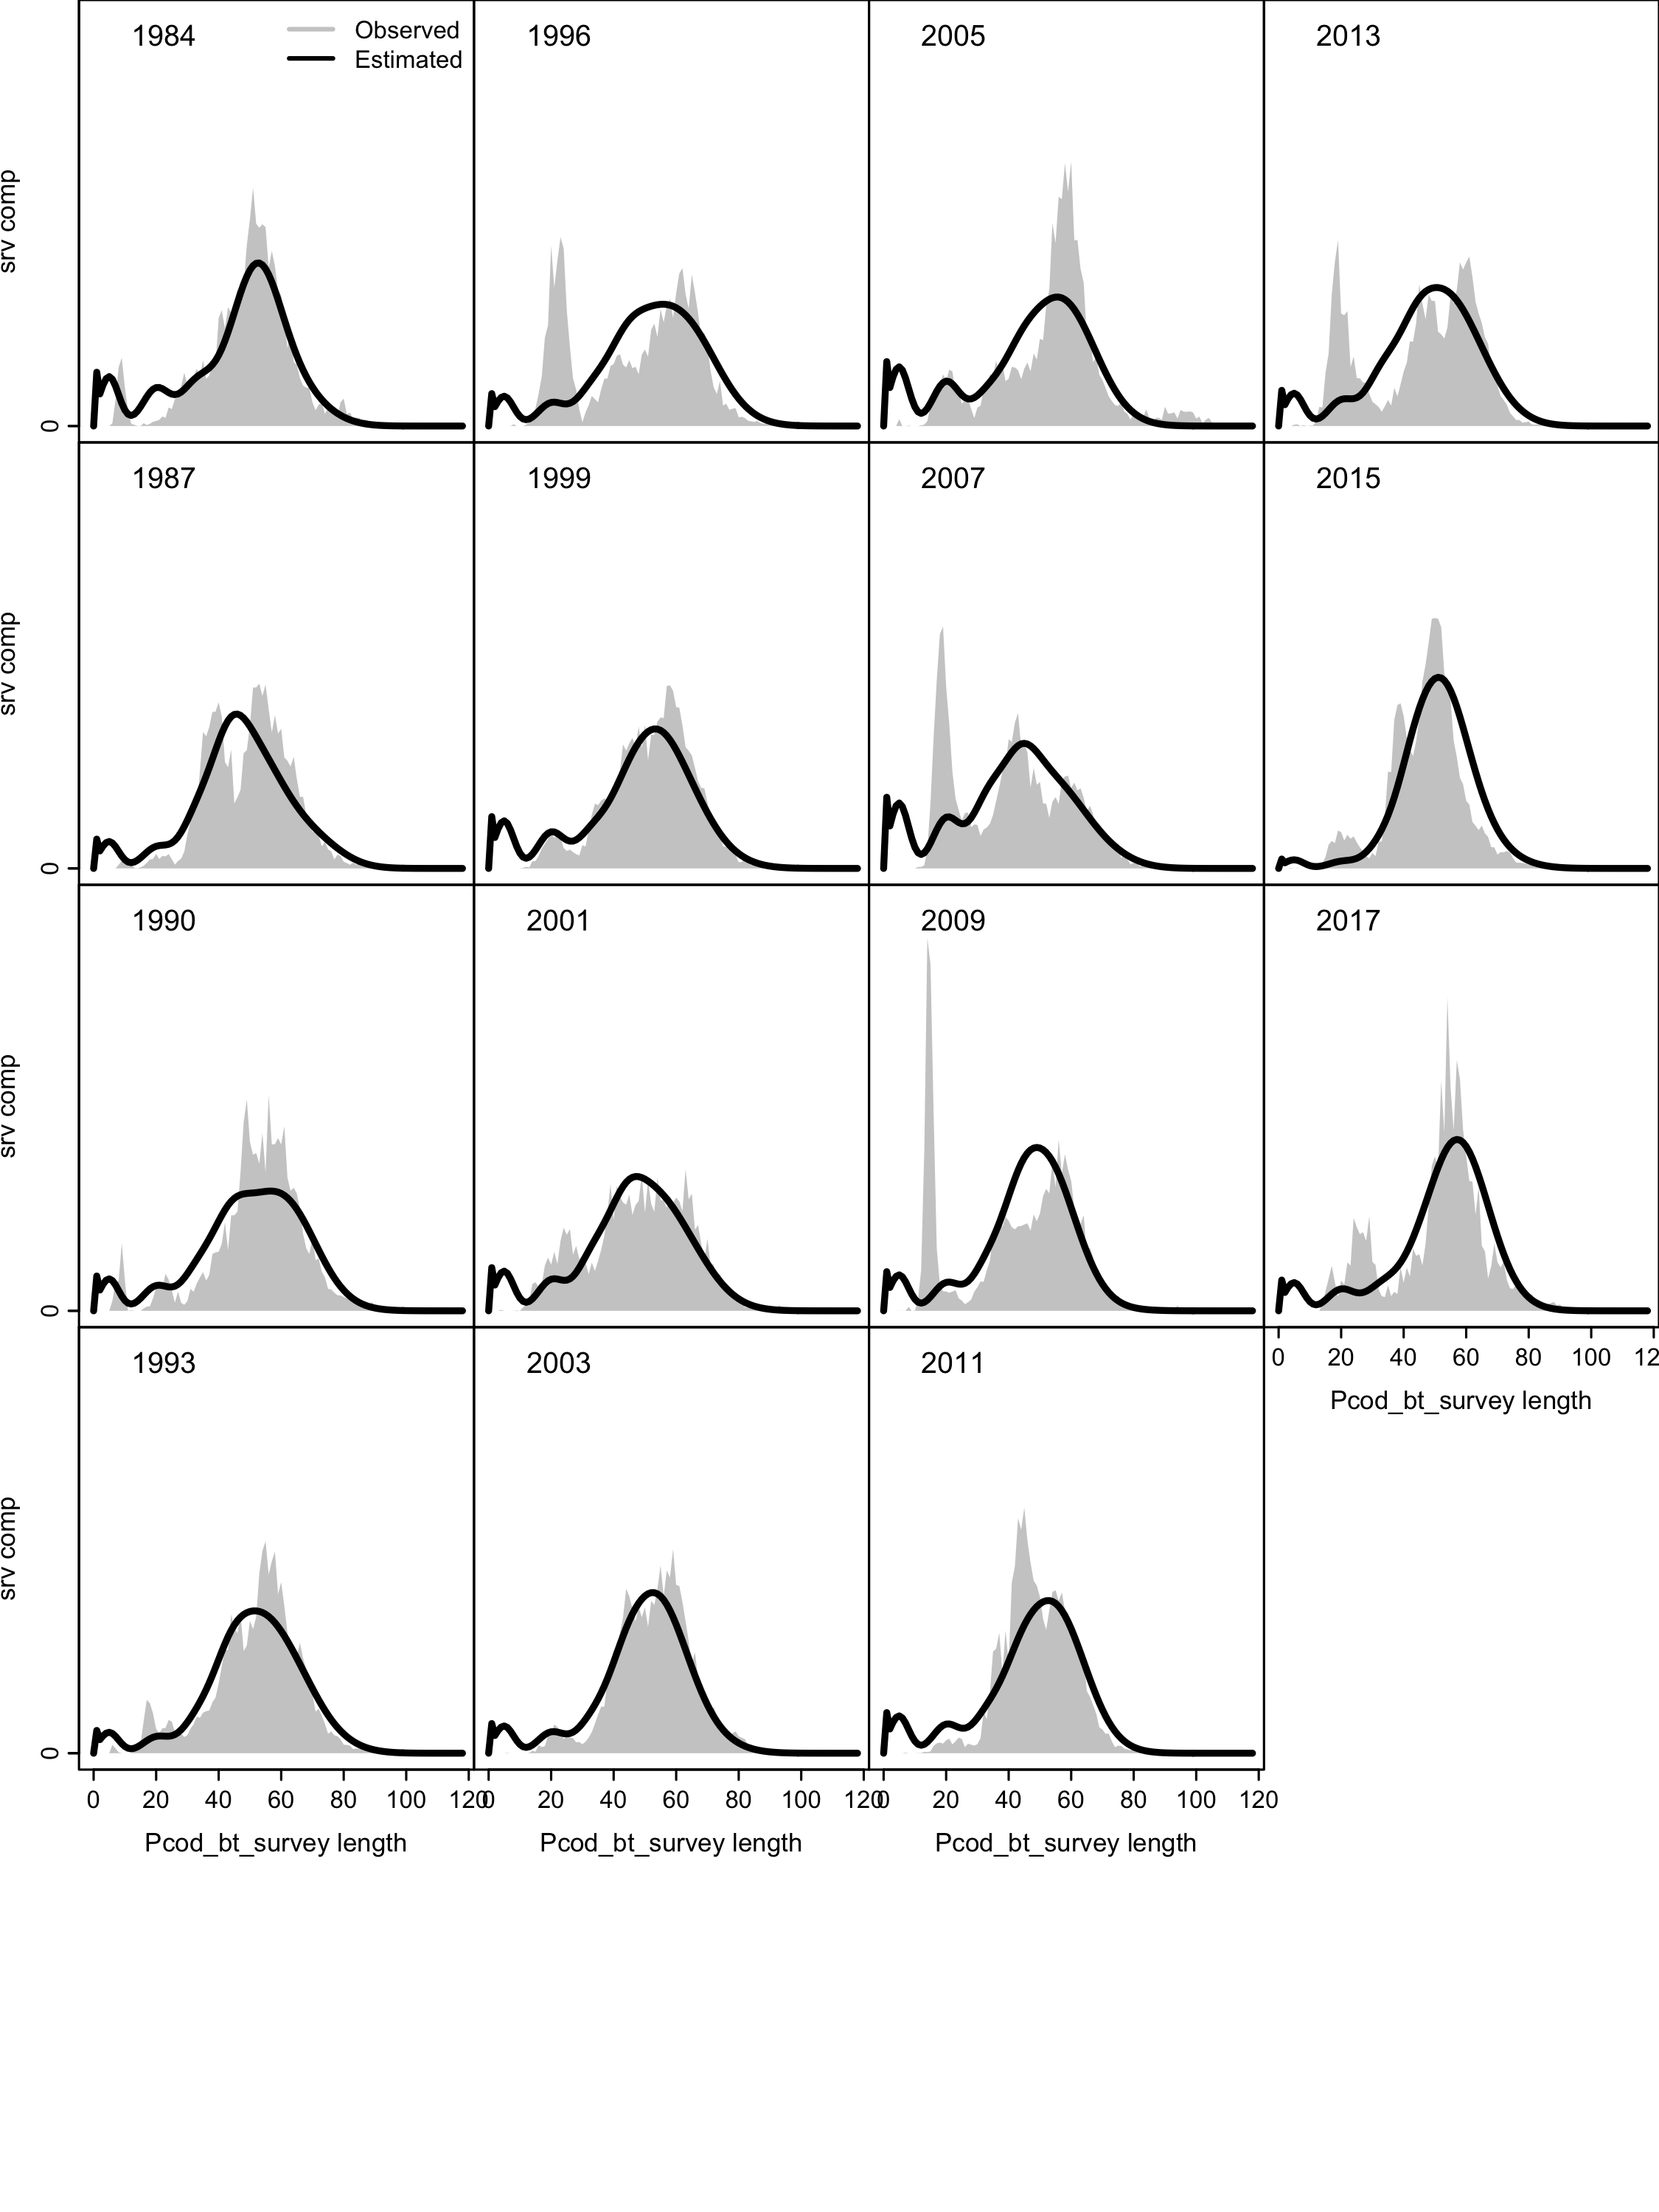 1984
Observed
Estimated
1996
2005
2013
srv comp
0
1987
1999
2007
2015
srv comp
0
1990
2001
2009
2017
srv comp
0
0 20 40 60 80 100 12
Pcod_bt_survey length
1993
2003
2011
srv comp
0
0 20 40 60 80 100 120
0 20 40 60 80 100 120
0 20 40 60 80 100 120
Pcod_bt_survey length
Pcod_bt_survey length
Pcod_bt_survey length